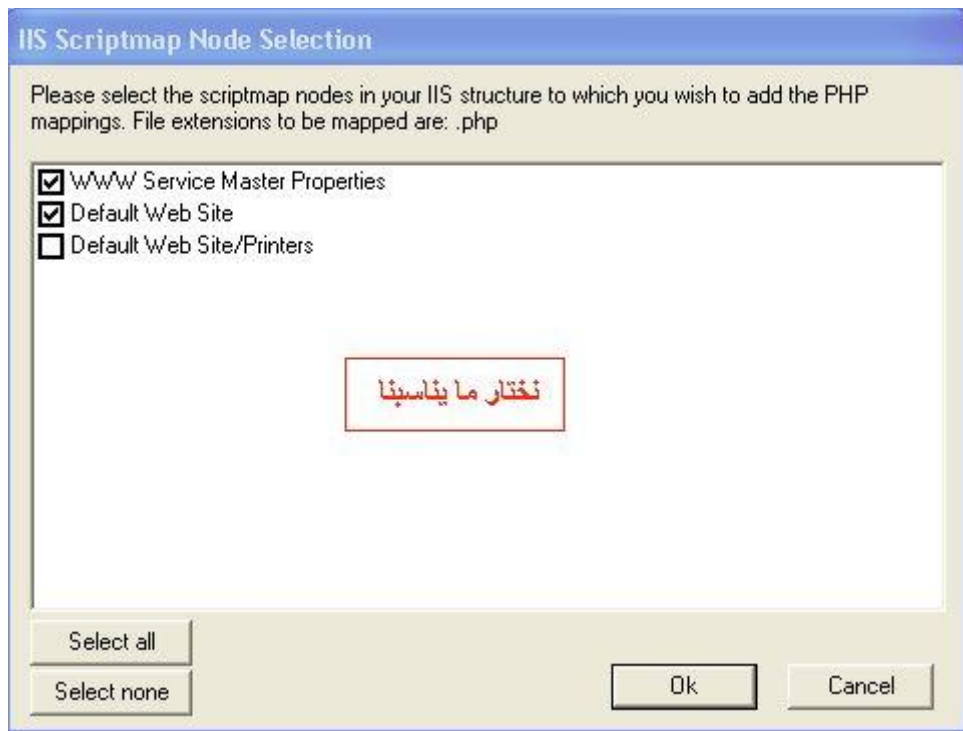 IIS Scriptmap Node Selection
Please select the scriptmap nodes in your IIS structure to which you wish to add the PHP
mappings. File extensions to be mapped are: .php
WWW Service Master Properties
Default Web Site
Default Web Site/Printers
نختار ما يناسبنا
Select all
Select none
Ok
Cancel